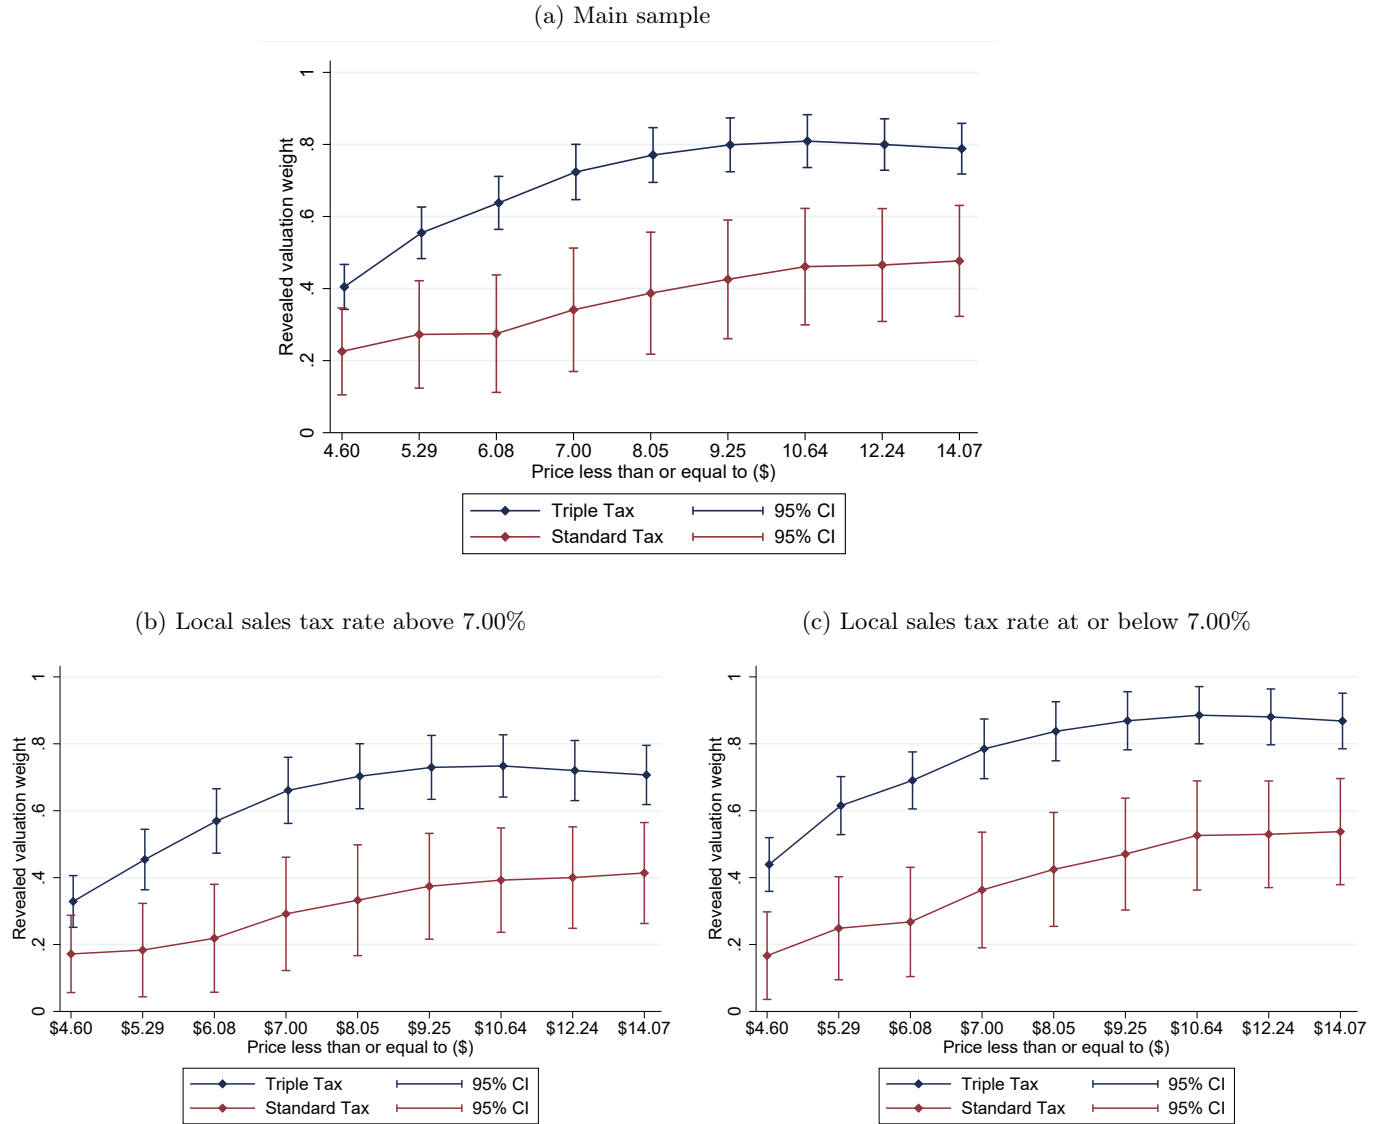 (a) Main sample
Revealed valuation weight
1
.8
.6
.4
.2
0
4.60 5.29 6.08 7.00 8.05 9.25 10.64 12.24 14.07
Price less than or equal to ($)
Triple Tax 95% CI
Standard Tax 95% CI
(b) Local sales tax rate above 7.00%
Revealed valuation weight
1
.8
.6
.4
.2
0
$4.60 $5.29 $6.08 $7.00 $8.05 $9.25 $10.64 $12.24 $14.07
Price less than or equal to ($)
Triple Tax 95% CI
Standard Tax 95% CI
(c) Local sales tax rate at or below 7.00%
Revealed valuation weight
1
.8
.6
.4
.2
0
$4.60 $5.29 $6.08 $7.00 $8.05 $9.25 $10.64 $12.24 $14.07
Price less than or equal to ($)
Triple Tax 95% CI
Standard Tax 95% CI